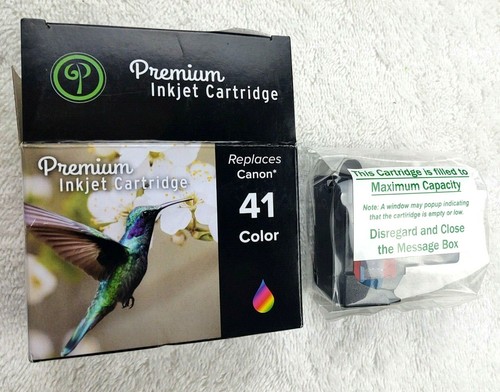 P
Premium
Inkjet Cartridge
Premium
Inkjet Cartridge
Replaces
Canon*
41
Color
This Cartridge is filled to
Maximum Capacity
Note: A window may popup indicating
that the cartridge is empty or low.
Disregard and Close
the Message Box